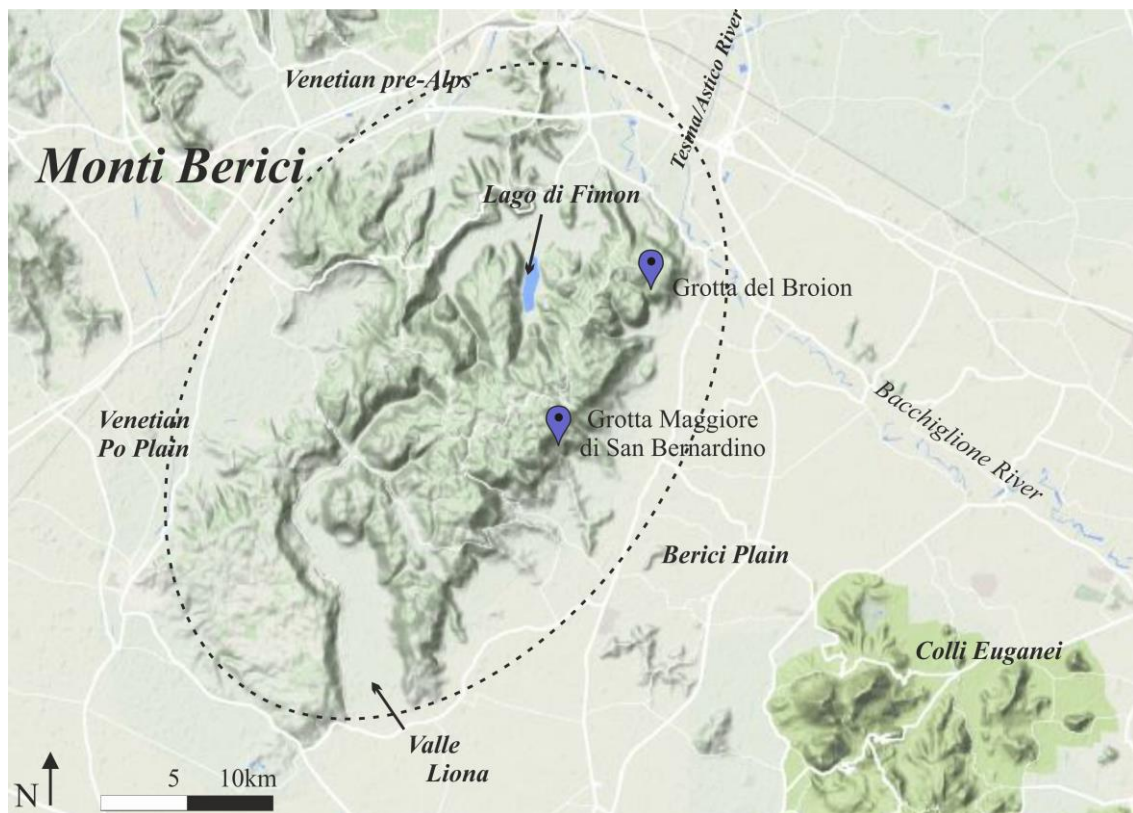 Venetian pre-Alps
Tesina/Astico River
Monti Berici
Lago di Fimon
Grotta del Broion
Venetian
Po Plain
Grotta Maggiore
di San Bernardino
Bacchiglione River
Berici Plain
Colli Euganei
Valle
Liona
N
5 10km